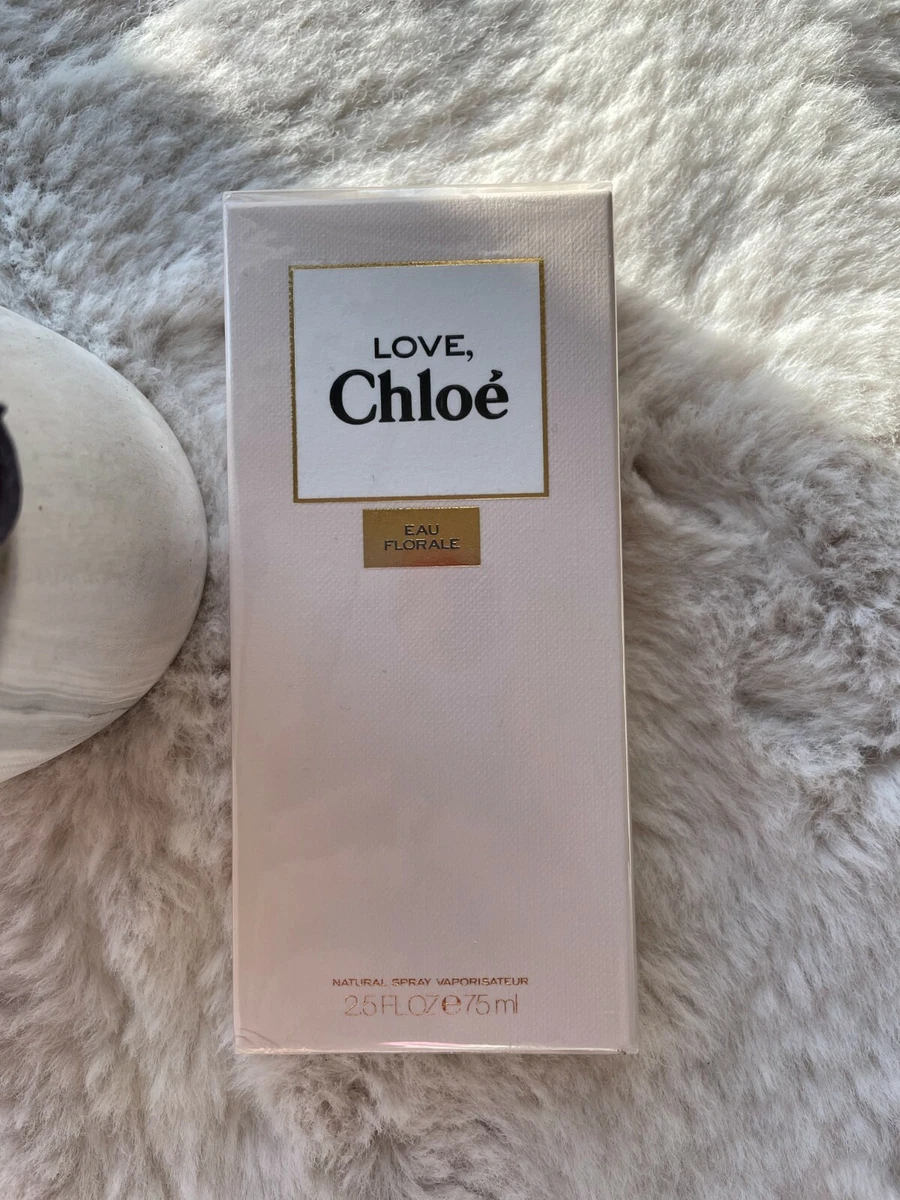 LOVE,
Chloé
EAU
FLORALE
NATURAL SPRAY VAPORISATEUR
2.5 FL OZ ℮ 75 ml